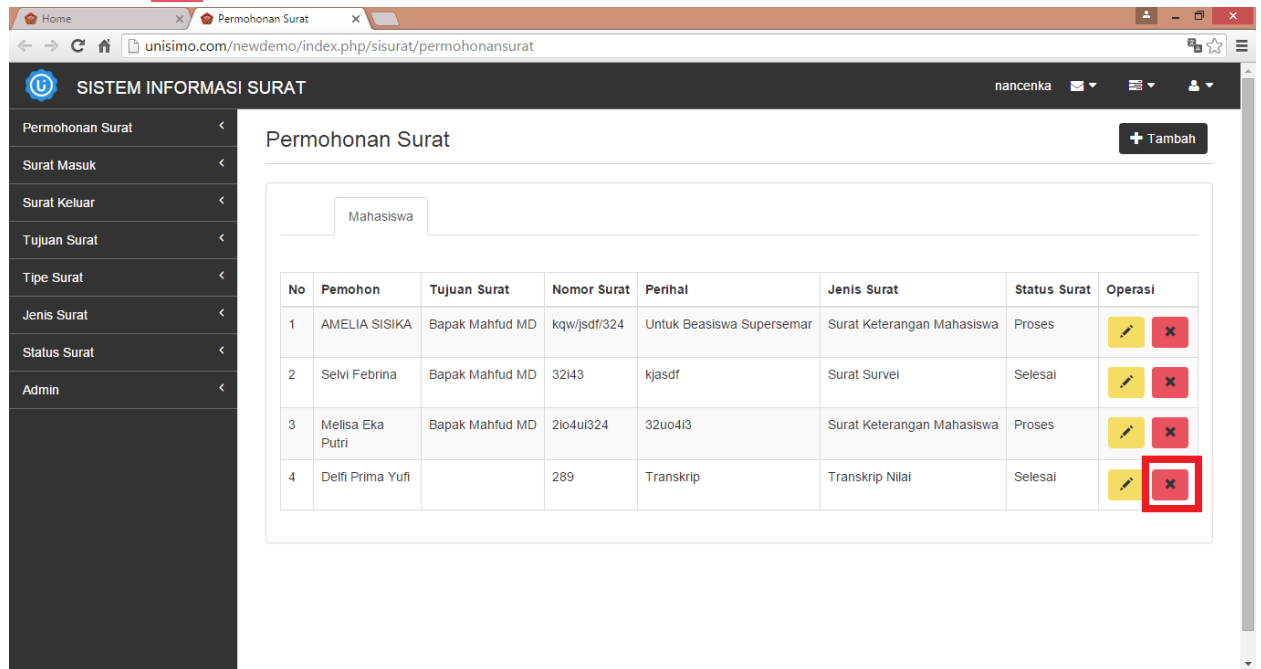 Home
Permohonan Surat
unisimo.com/newdemo/index.php/sisurat/permohonansurat
SISTEM INFORMASI SURAT
nancenka
Permohonan Surat
Surat Masuk
Surat Keluar
Tujuan Surat
Tipe Surat
Jenis Surat
Status Surat
Admin
Permohonan Surat
Tambah
Mahasiswa
No Pemohon Tujuan Surat Nomor Surat Perihal Jenis Surat Status Surat Operasi
1 AMELIA SISIKA Bapak Mahfud MD kqw/jsdf/324 Untuk Beasiswa Supersemar Surat Keterangan Mahasiswa Proses
2 Selvi Febrina Bapak Mahfud MD 32i43 kjasdf Surat Survei Selesai
3 Melisa Eka Bapak Mahfud MD 2io4ui324 32uo4i3 Surat Keterangan Mahasiswa Proses
Putri
4 Delfi Prima Yufi 289 Transkrip Transkrip Nilai Selesai